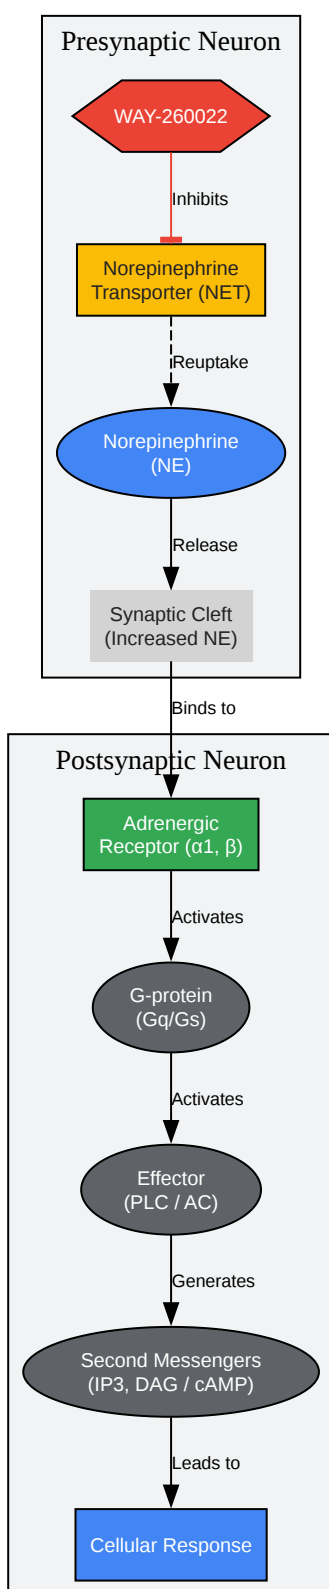 Presynaptic Neuron
WAY-260022
Inhibits
Norepinephrine
Transporter (NET)
Reuptake
Norepinephrine
(NE)
Release
Synaptic Cleft
(Increased NE)
Binds to
Postsynaptic Neuron
Adrenergic
Receptor (α1, β)
Activates
G-protein
(Gq/Gs)
Activates
Effector
(PLC / AC)
Generates
Second Messengers
(IP3, DAG / cAMP)
Leads to
Cellular Response